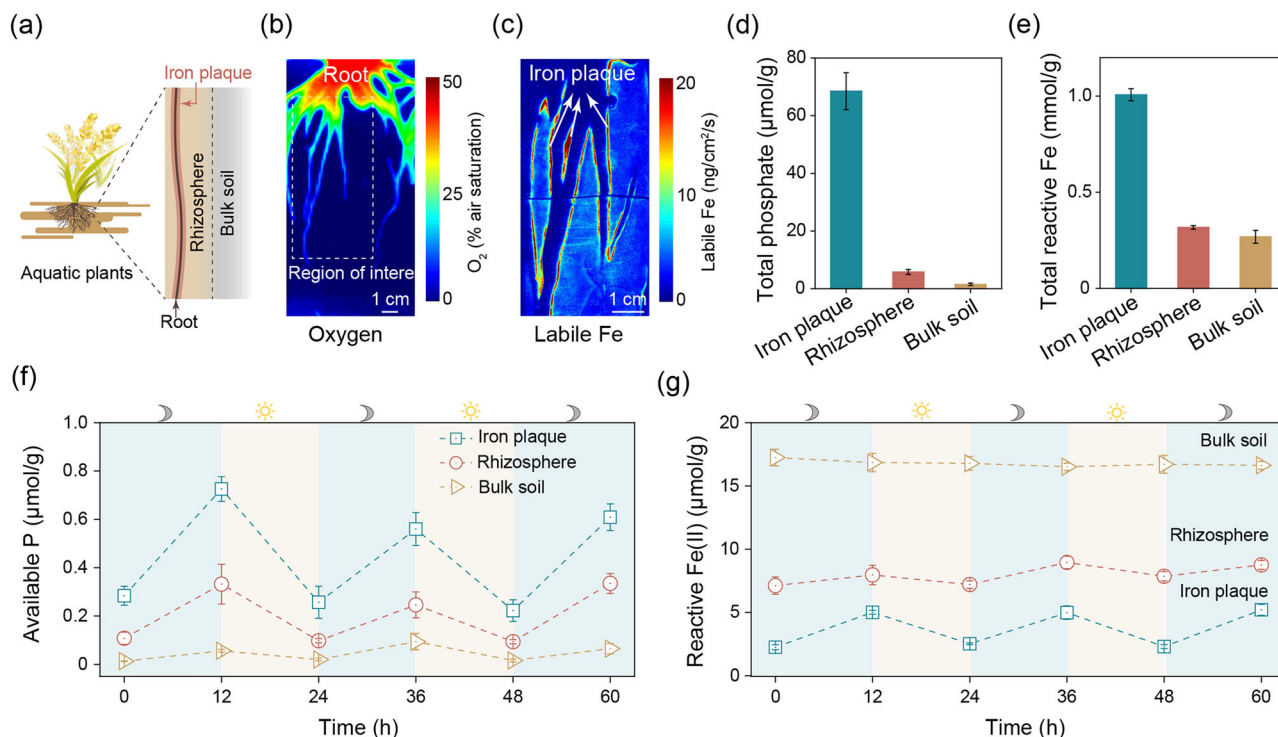 (a)
Iron plaque
Rhizosphere
Bulk soil
Aquatic plants
Root
(b)
Root
Region of intere
1 cm
Oxygen
50
25
0
O₂ (% air saturation)
(c)
Iron plaque
1 cm
Labile Fe
20
10
0
Labile Fe (ng/cm²/s)
(d)
Total phosphate (μmol/g)
80
60
40
20
0
Iron plaque
Rhizosphere
Bulk soil
(e)
Total reactive Fe (mmol/g)
1.0
0.5
0
Iron plaque
Rhizosphere
Bulk soil
(f)
Available P (μmol/g)
1.0
0.8
0.6
0.4
0.2
0
Iron plaque
Rhizosphere
Bulk soil
0 12 24 36 48 60
Time (h)
(g)
Reactive Fe(II) (μmol/g)
20
15
10
5
0
Bulk soil
Rhizosphere
Iron plaque
0 12 24 36 48 60
Time (h)